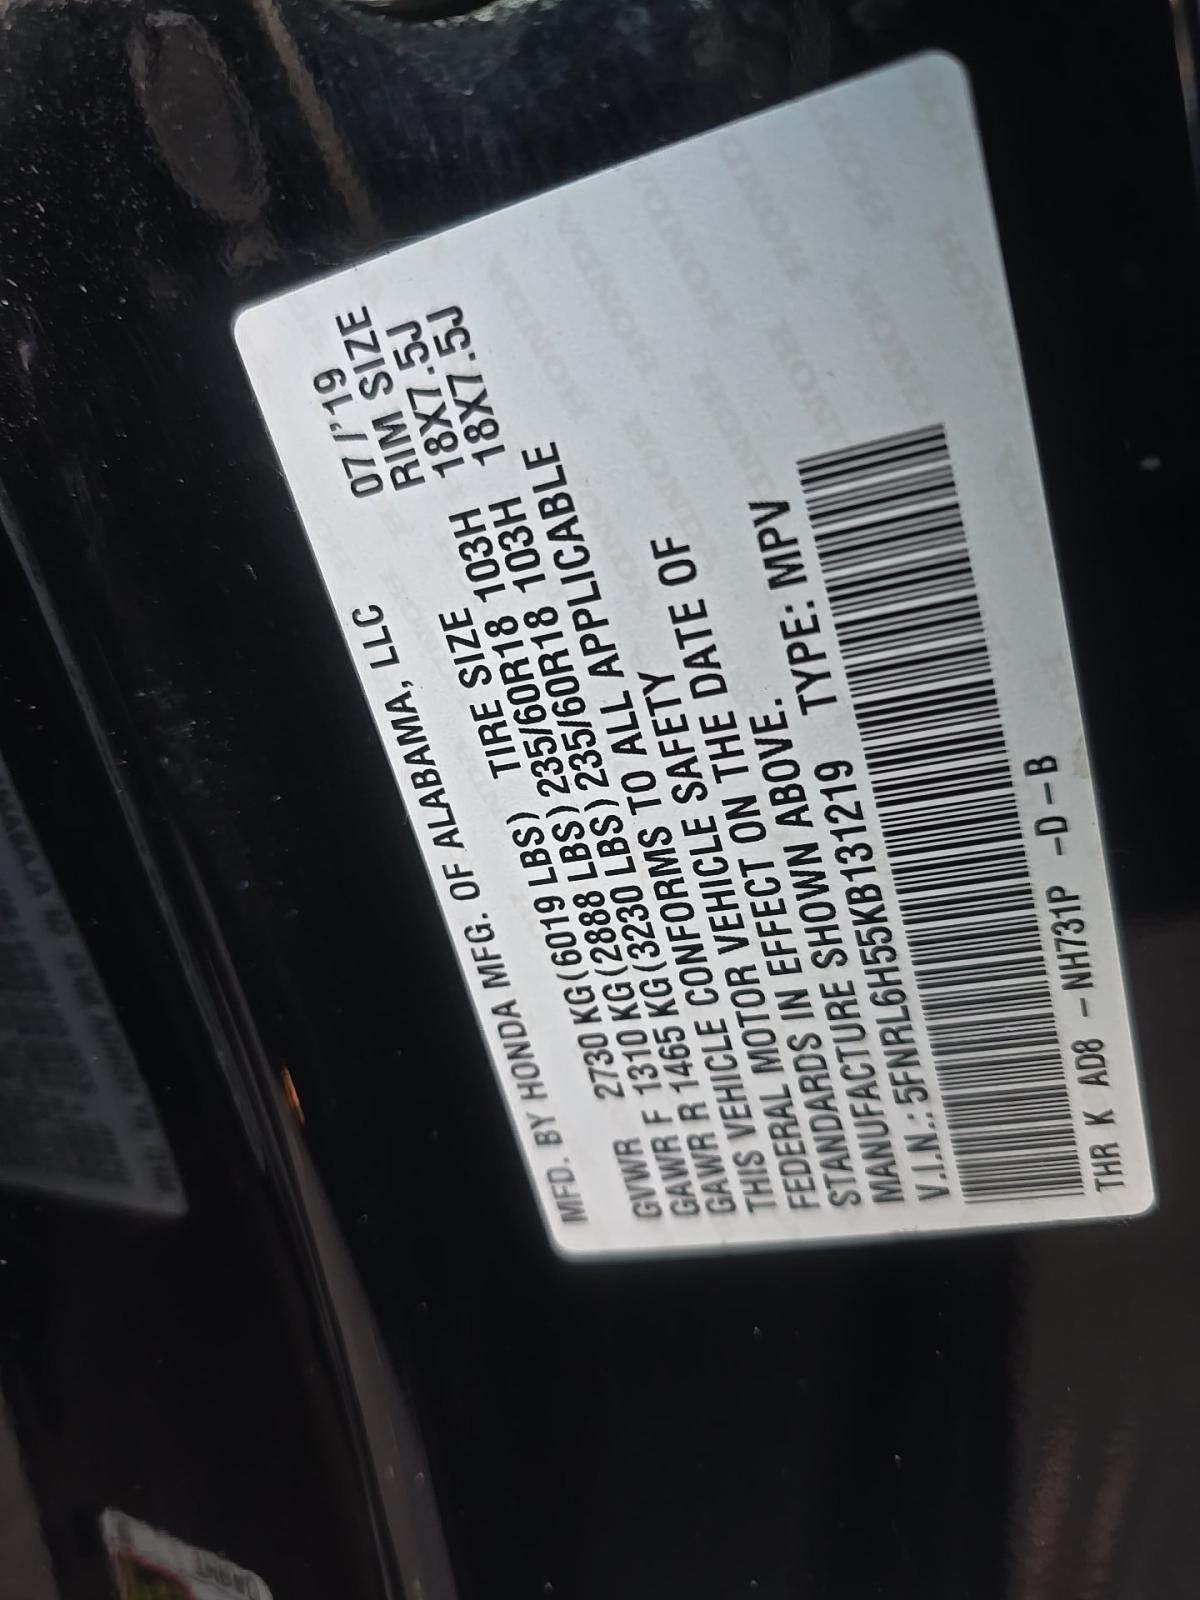 MFD. BY HONDA MFG. OF ALABAMA, LLC 07/'19
TIRE SIZE RIM SIZE
GVWR 2730 KG(6019 LBS)
GAWR F 1310 KG(2888 LBS) 235/60R18 103H 18X7.5J
GAWR R 1465 KG(3230 LBS) 235/60R18 103H 18X7.5J
THIS VEHICLE CONFORMS TO ALL APPLICABLE
FEDERAL MOTOR VEHICLE SAFETY
STANDARDS IN EFFECT ON THE DATE OF
MANUFACTURE SHOWN ABOVE.
V.I.N.: 5FNRL6H55KB131219 TYPE: MPV
THR K AD8 - NH731P -D-B